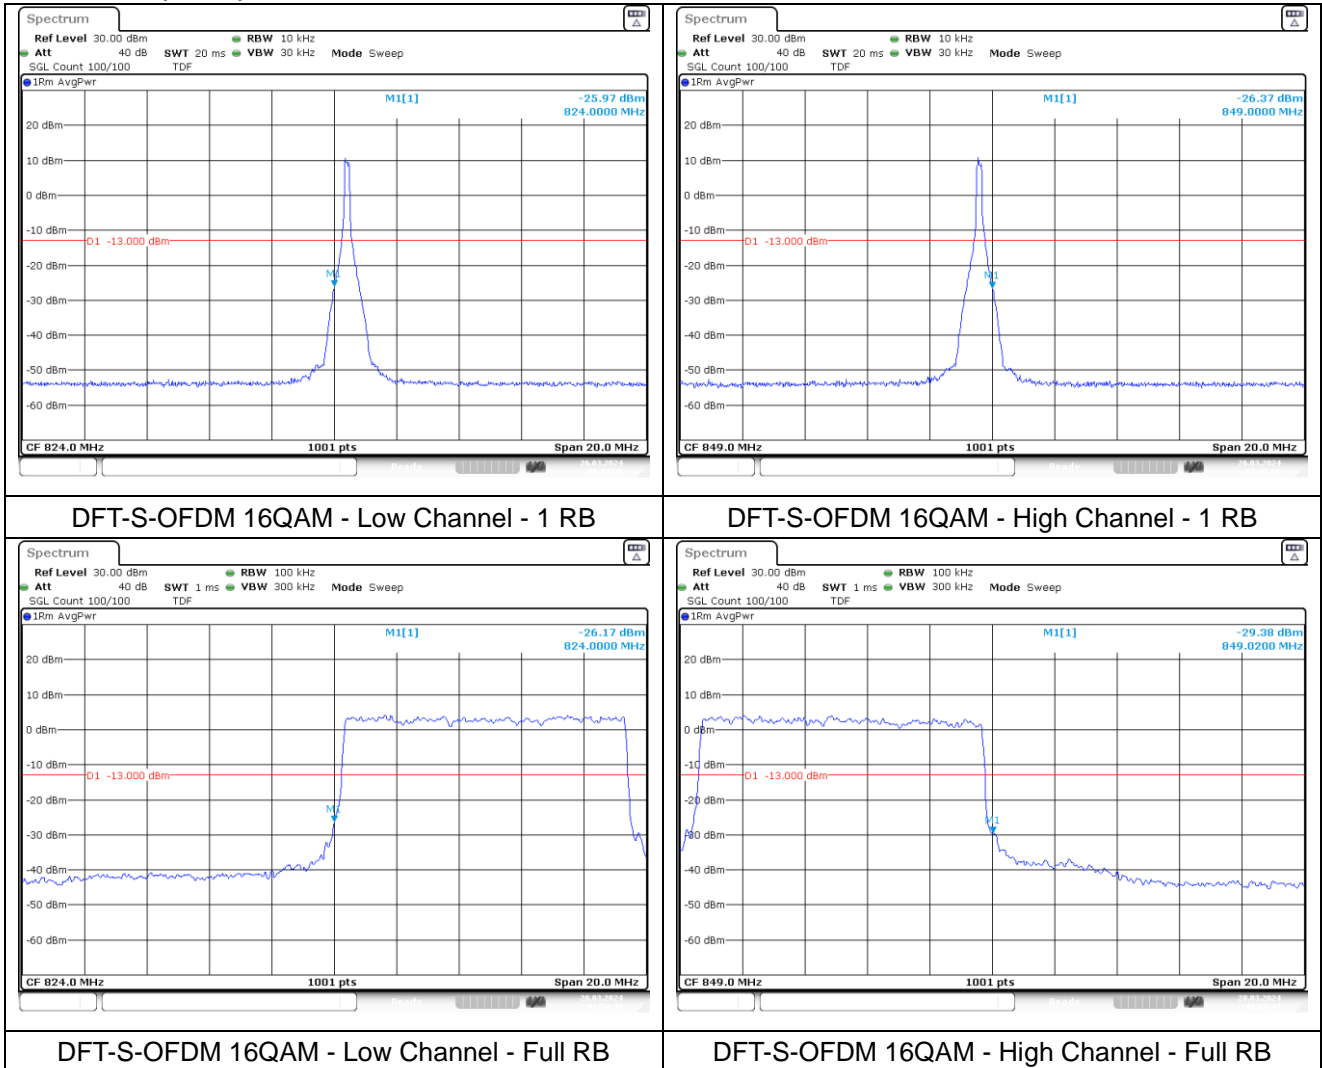 Spectrum
Ref Level 30.00 dBm RBW 10 kHz
Att 40 dB SWT 20 ms VBW 30 kHz Mode Sweep
SGL Count 100/100 TDF
1Rm AvgPwr
M1[1] -25.97 dBm
824.0000 MHz
20 dBm
10 dBm
0 dBm
-10 dBm
D1 -13.000 dBm
-20 dBm
M1
-30 dBm
-40 dBm
-50 dBm
-60 dBm
CF 824.0 MHz 1001 pts Span 20.0 MHz
Ready 28.03.2024
DFT-S-OFDM 16QAM - Low Channel - 1 RB
Spectrum
Ref Level 30.00 dBm RBW 10 kHz
Att 40 dB SWT 20 ms VBW 30 kHz Mode Sweep
SGL Count 100/100 TDF
1Rm AvgPwr
M1[1] -26.37 dBm
849.0000 MHz
20 dBm
10 dBm
0 dBm
-10 dBm
D1 -13.000 dBm
-20 dBm
M1
-30 dBm
-40 dBm
-50 dBm
-60 dBm
CF 849.0 MHz 1001 pts Span 20.0 MHz
DFT-S-OFDM 16QAM - High Channel - 1 RB
Spectrum
Ref Level 30.00 dBm RBW 100 kHz
Att 40 dB SWT 1 ms VBW 300 kHz Mode Sweep
SGL Count 100/100 TDF
1Rm AvgPwr
M1[1] -26.17 dBm
824.0000 MHz
20 dBm
10 dBm
0 dBm
-10 dBm
D1 -13.000 dBm
-20 dBm
M1
-30 dBm
-40 dBm
-50 dBm
-60 dBm
CF 824.0 MHz 1001 pts Span 20.0 MHz
Ready
DFT-S-OFDM 16QAM - Low Channel - Full RB
Spectrum
Ref Level 30.00 dBm RBW 100 kHz
Att 40 dB SWT 1 ms VBW 300 kHz Mode Sweep
SGL Count 100/100 TDF
1Rm AvgPwr
M1[1] -29.38 dBm
849.0200 MHz
20 dBm
10 dBm
0 dBm
-10 dBm
D1 -13.000 dBm
-20 dBm
M1
-30 dBm
-40 dBm
-50 dBm
-60 dBm
CF 849.0 MHz 1001 pts Span 20.0 MHz
DFT-S-OFDM 16QAM - High Channel - Full RB